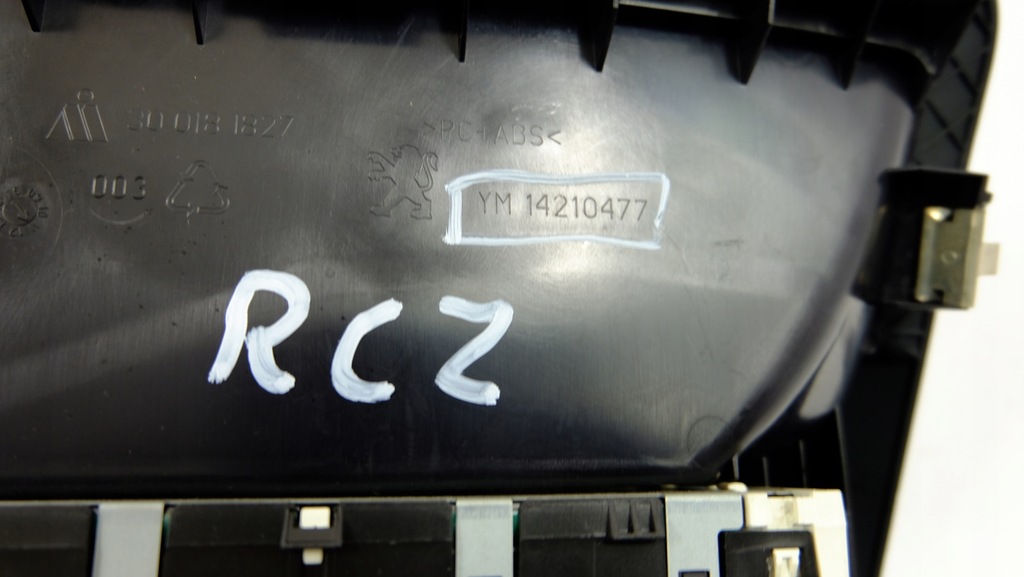 30 018 1827
>PC+ABS<
003
YM 14210477
RCZ